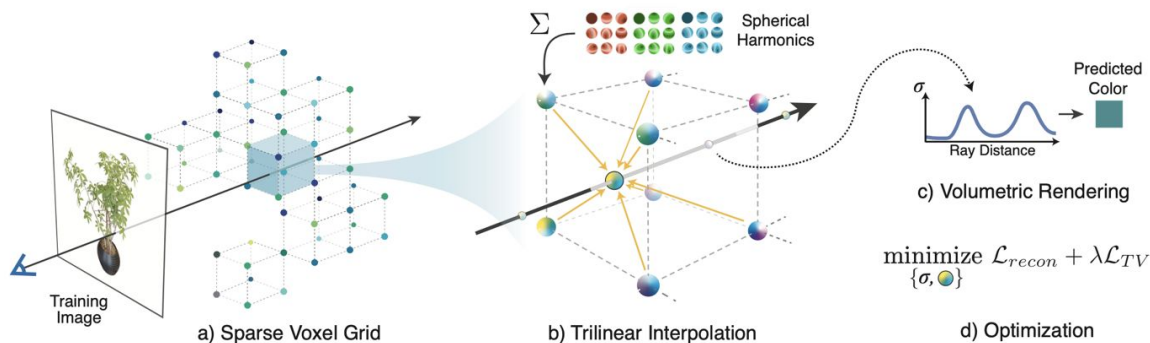 Training
Image
a) Sparse Voxel Grid
Σ
Spherical
Harmonics
b) Trilinear Interpolation
σ
Ray Distance
Predicted
Color
c) Volumetric Rendering
minimize ℒ_recon + λℒ_TV
{σ, }
d) Optimization